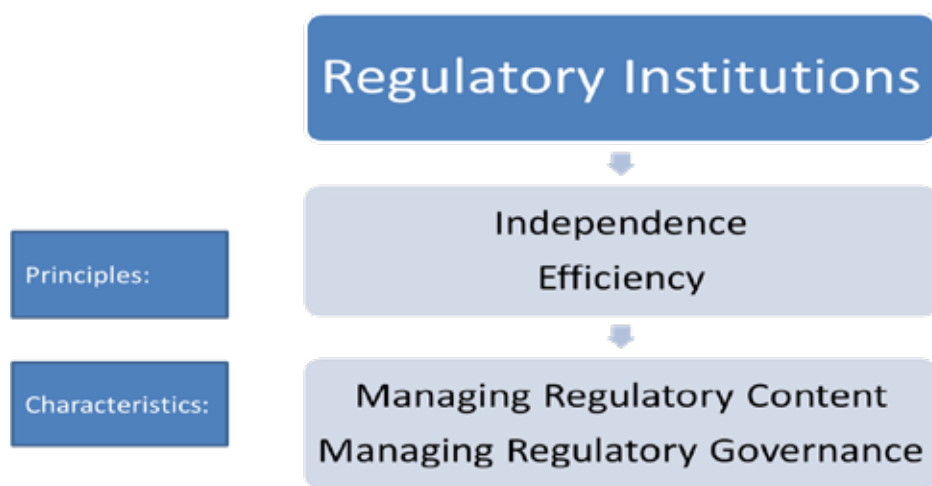 Regulatory Institutions
Principles:
Independence
Efficiency
Characteristics:
Managing Regulatory Content
Managing Regulatory Governance